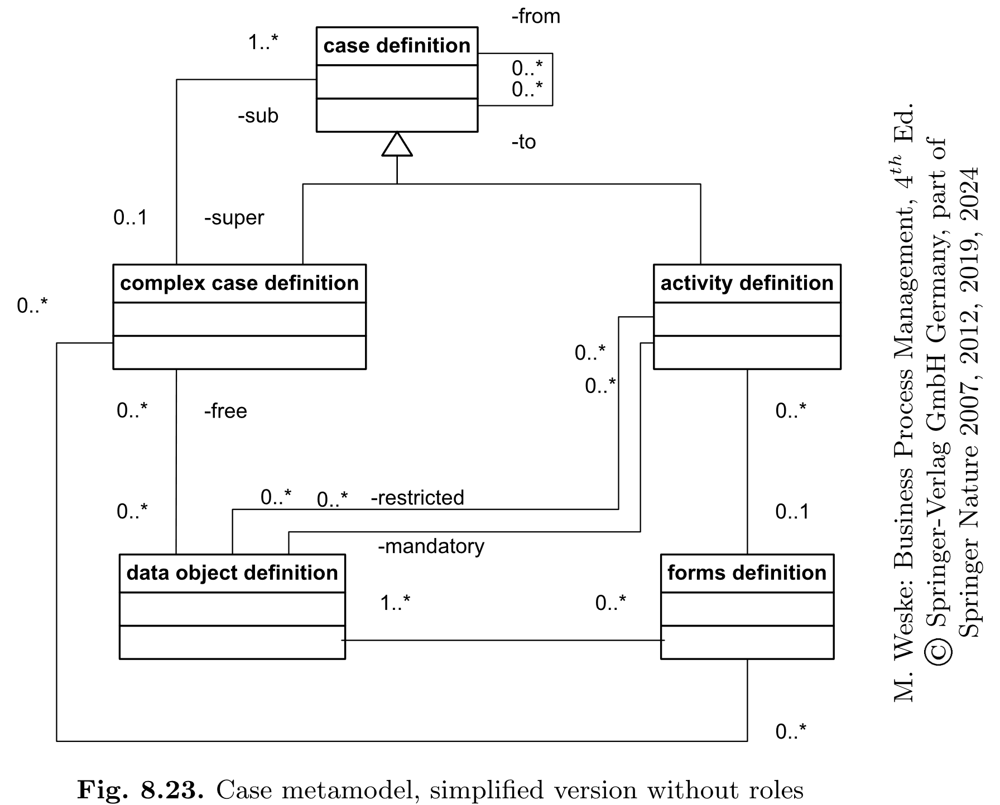 -from
1..*
case definition
0..*
0..*
-sub
-to
0..1
-super
complex case definition
activity definition
0..*
0..*
0..*
0..*
-free
0..*
0..*
0..*
-restricted
0..*
0..1
-mandatory
data object definition
forms definition
1..*
0..*
0..*
Fig. 8.23. Case metamodel, simplified version without roles
M. Weske: Business Process Management, 4th Ed.
© Springer-Verlag GmbH Germany, part of
Springer Nature 2007, 2012, 2019, 2024